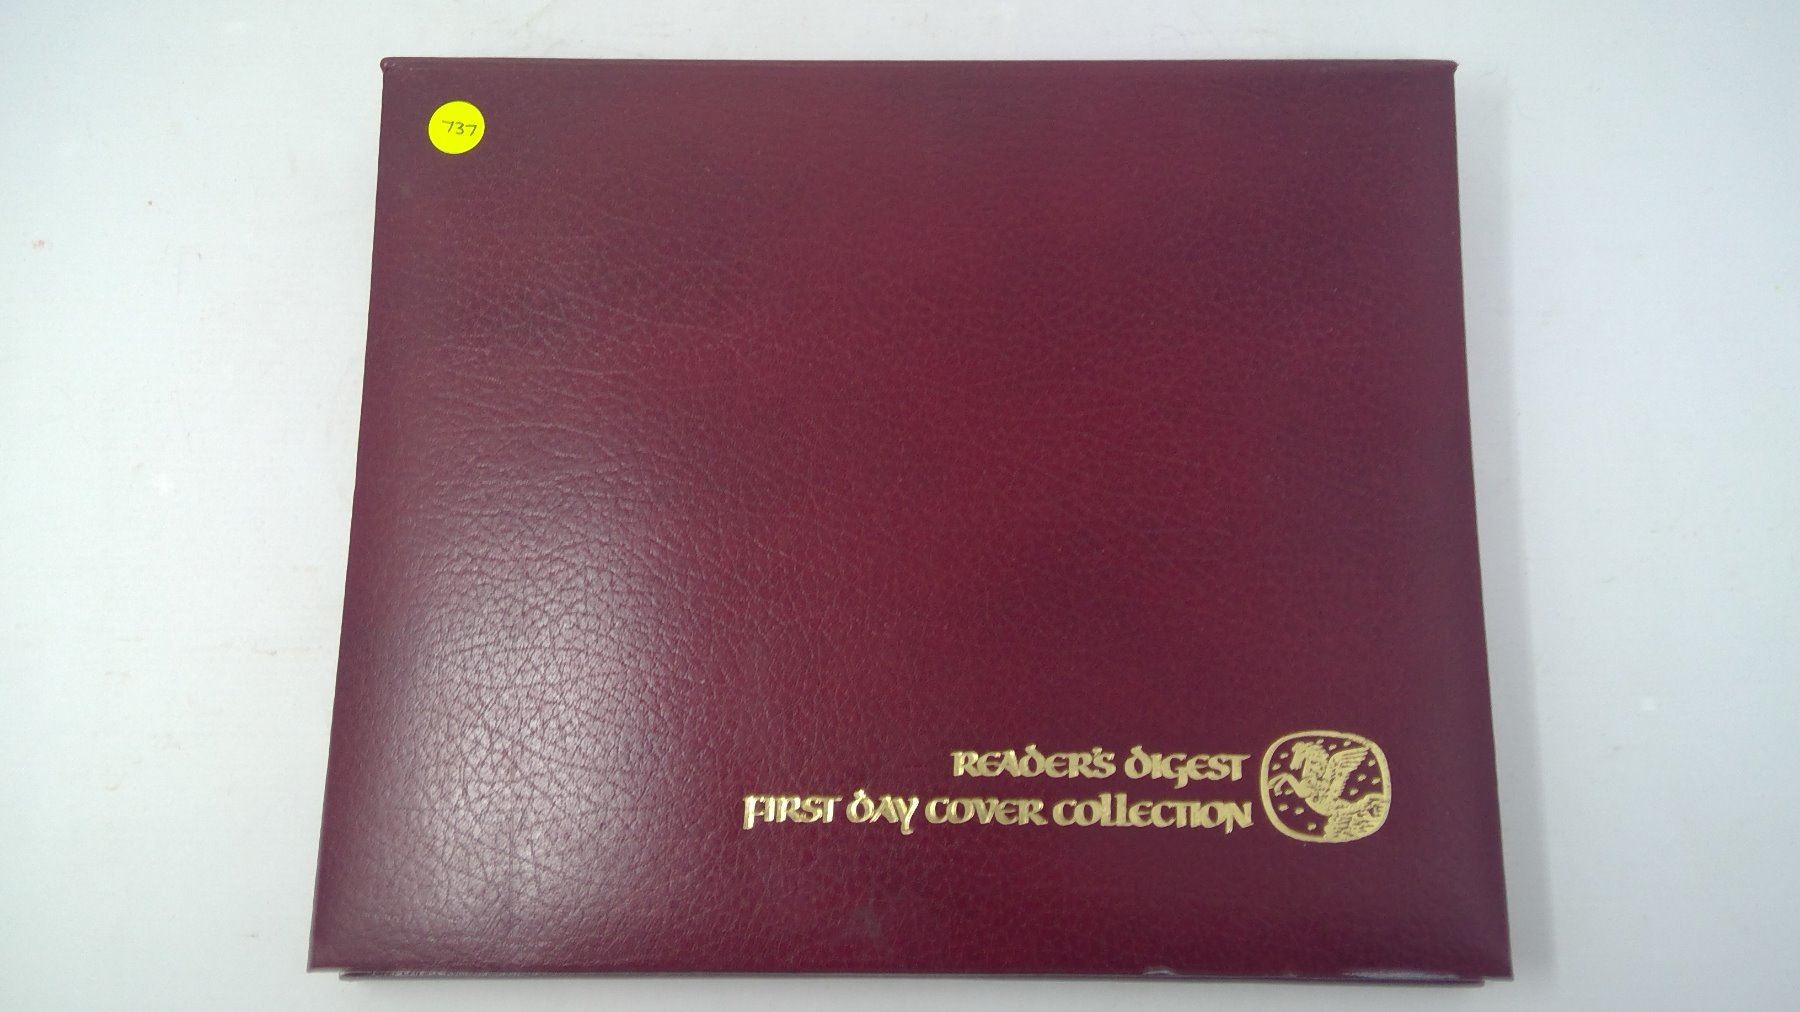 737
READER'S DIGEST
FIRST DAY COVER COLLECTION